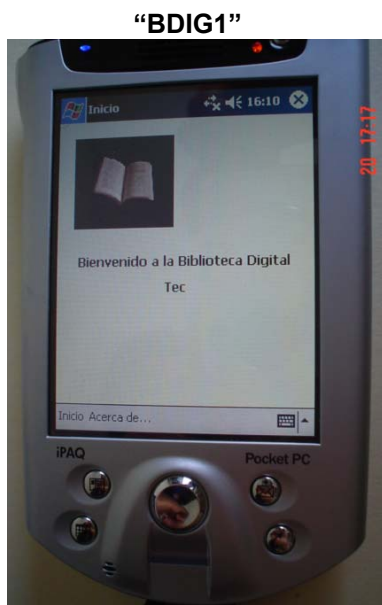 “BDIG1”
Inicio
16:10
20 17:17
Bienvenido a la Biblioteca Digital
Tec
Inicio Acerca de...
iPAQ
Pocket PC